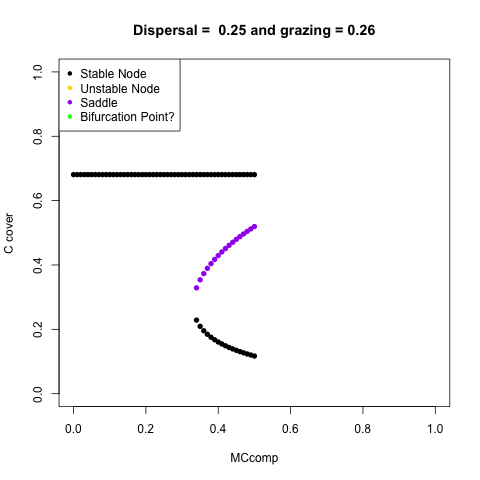 Dispersal =  0.25 and grazing = 0.26
Stable Node
Unstable Node
Saddle
Bifurcation Point?
C cover
1.0
0.8
0.6
0.4
0.2
0.0
0.0 0.2 0.4 0.6 0.8 1.0
MCcomp